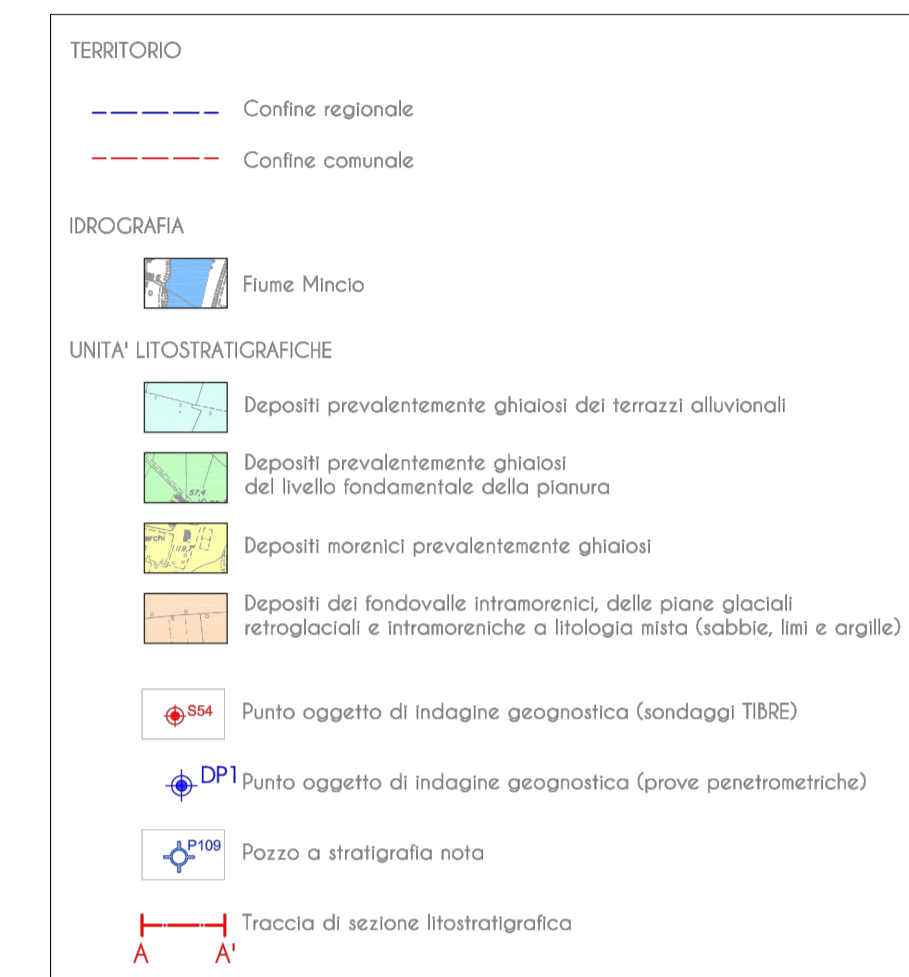 TERRITORIO
Confine regionale
Confine comunale
IDROGRAFIA
Fiume Mincio
UNITA' LITOSTRATIGRAFICHE
Depositi prevalentemente ghiaiosi dei terrazzi alluvionali
Depositi prevalentemente ghiaiosi
del livello fondamentale della pianura
57,4
Depositi morenici prevalentemente ghiaiosi
archi
Depositi dei fondovalle intramorenici, delle piane glaciali
retroglaciali e intramoreniche a litologia mista (sabbie, limi e argille)
S54 Punto oggetto di indagine geognostica (sondaggi TIBRE)
DP1 Punto oggetto di indagine geognostica (prove penetrometriche)
P109 Pozzo a stratigrafia nota
Traccia di sezione litostratigrafica
A A'